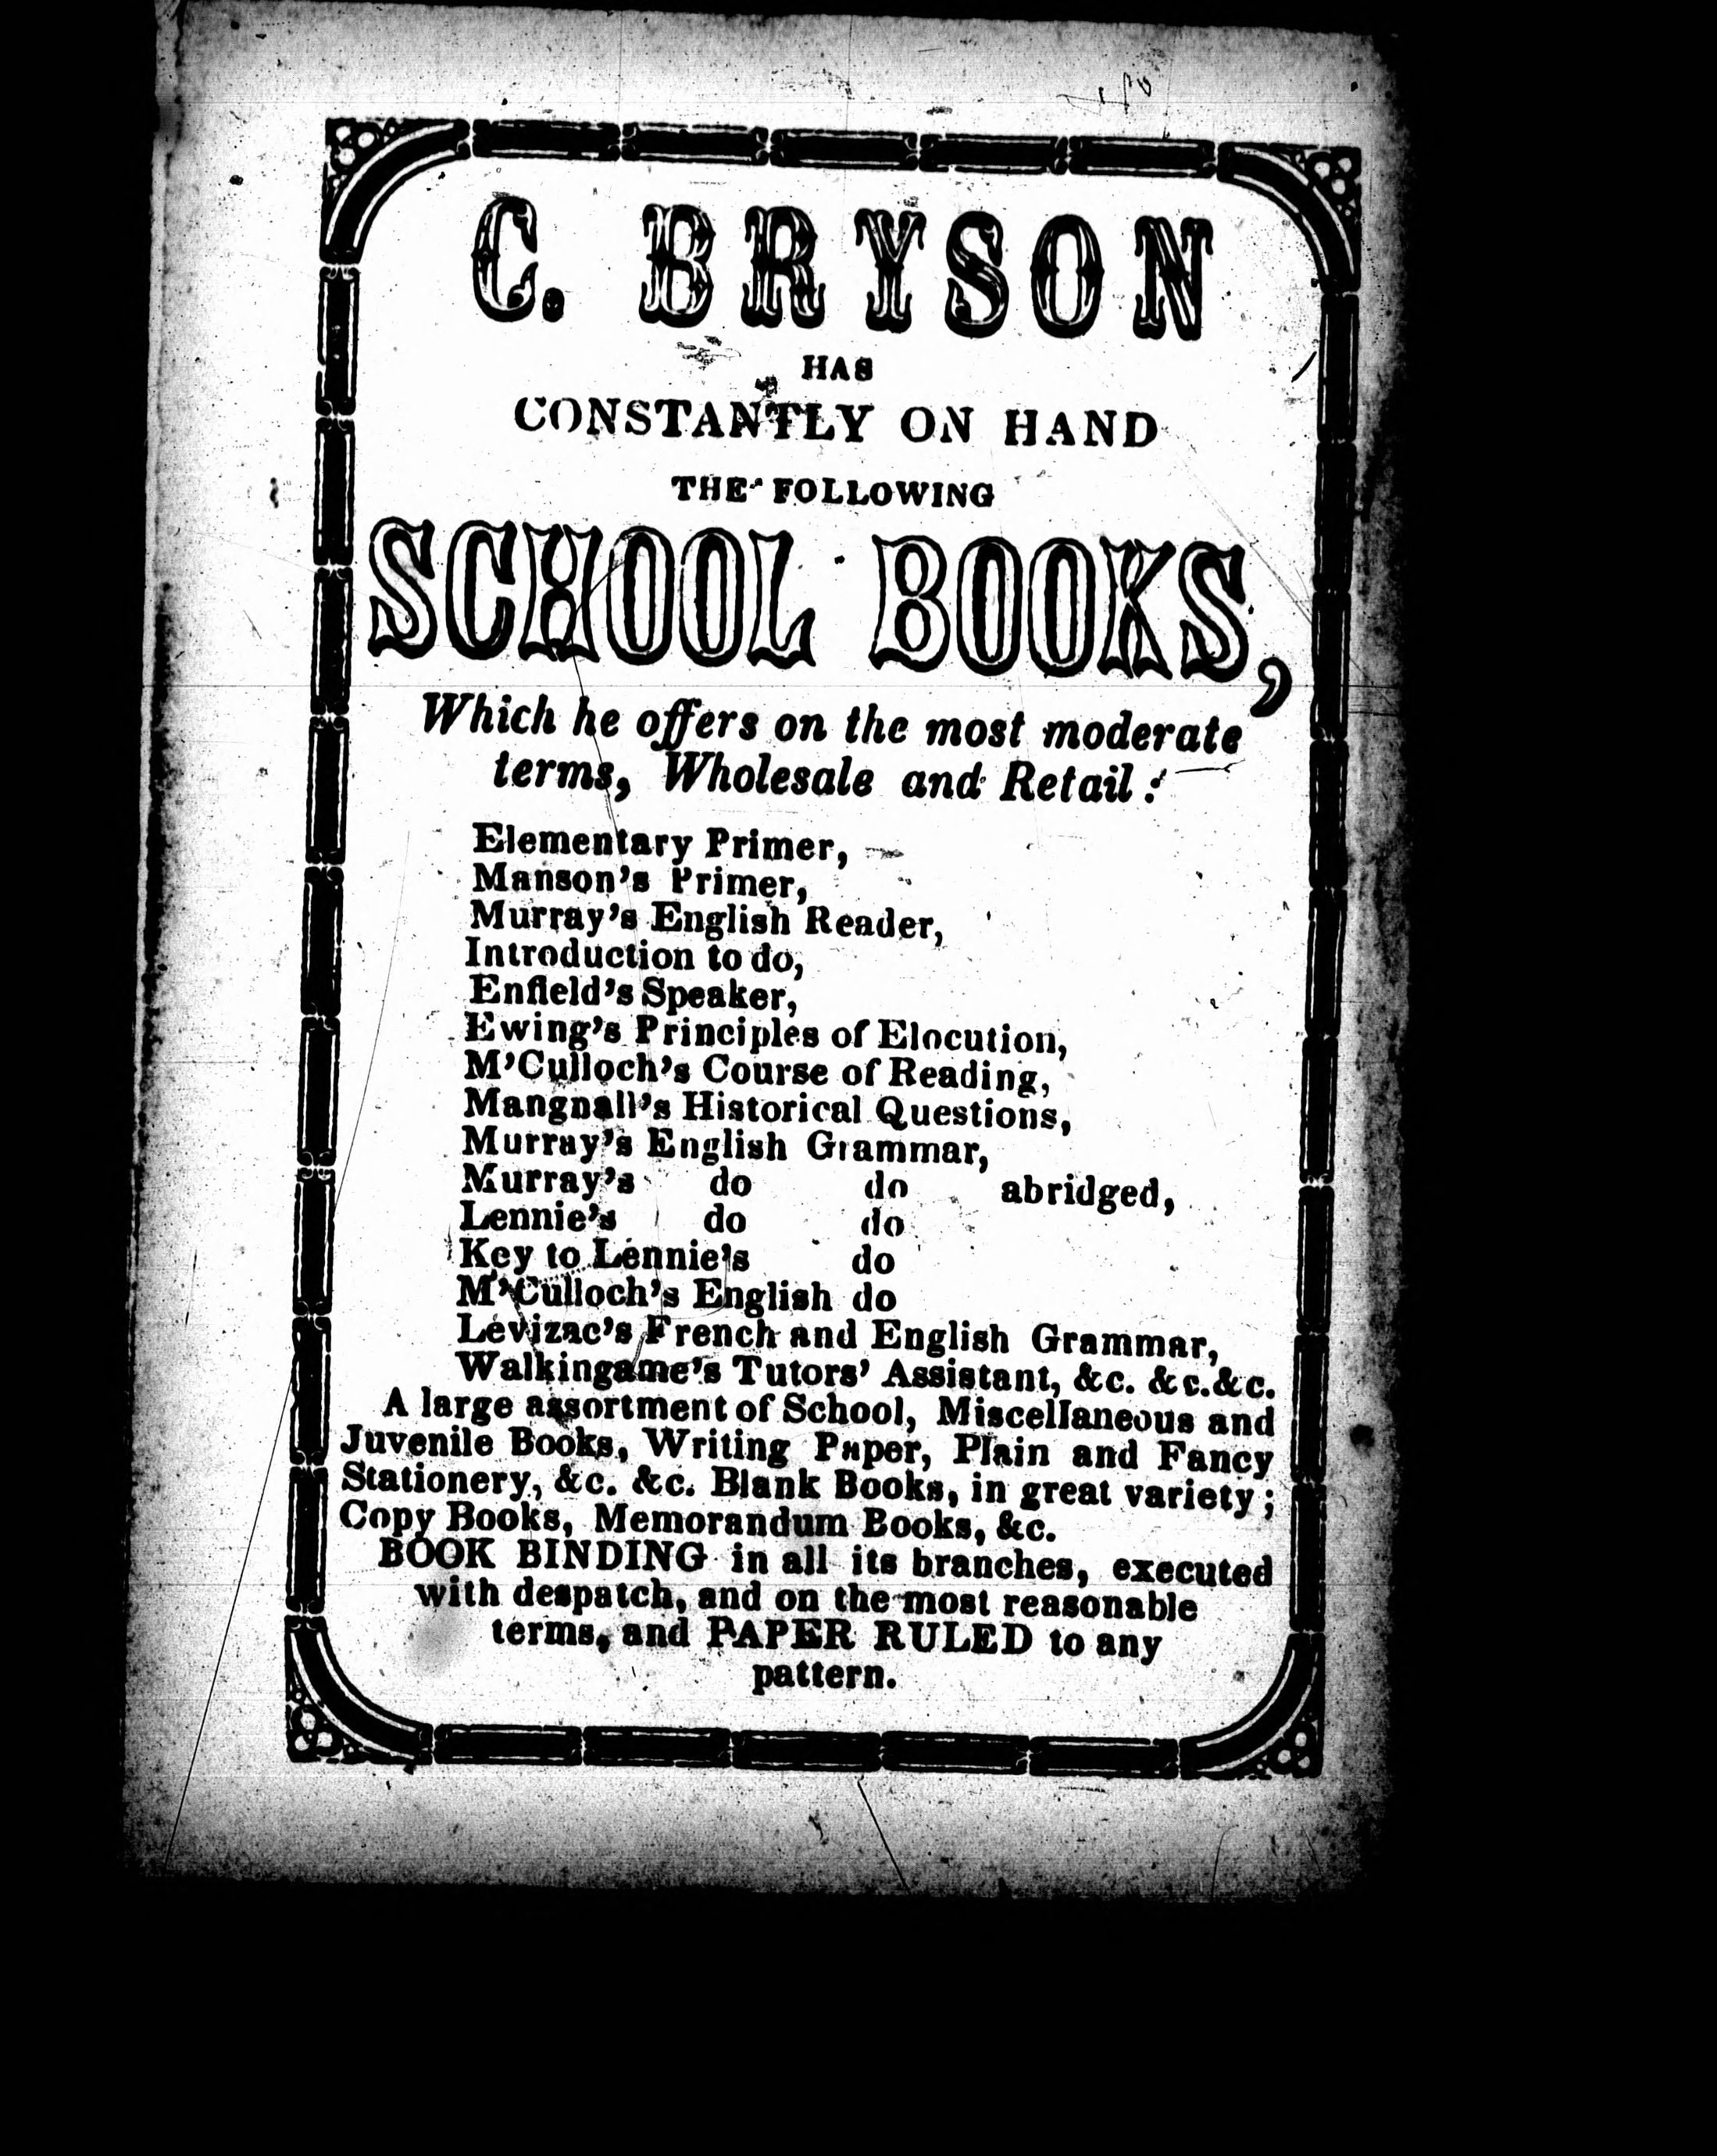 C. BRYSON
HAS
CONSTANTLY ON HAND
THE FOLLOWING
SCHOOL BOOKS,
Which he offers on the most moderate
terms, Wholesale and Retail:
Elementary Primer,
Manson's Primer,
Murray's English Reader,
Introduction to do,
Enfield's Speaker,
Ewing's Principles of Elocution,
M'Culloch's Course of Reading,
Mangnall's Historical Questions,
Murray's English Grammar,
Murray's do do abridged,
Lennie's do do
Key to Lennie's do
M'Culloch's English do
Levizac's French and English Grammar,
Walkingame's Tutors' Assistant, &c. &c. &c.
A large assortment of School, Miscellaneous and
Juvenile Books, Writing Paper, Plain and Fancy
Stationery, &c. &c. Blank Books, in great variety;
Copy Books, Memorandum Books, &c.
BOOK BINDING in all its branches, executed
with despatch, and on the most reasonable
terms, and PAPER RULED to any
pattern.